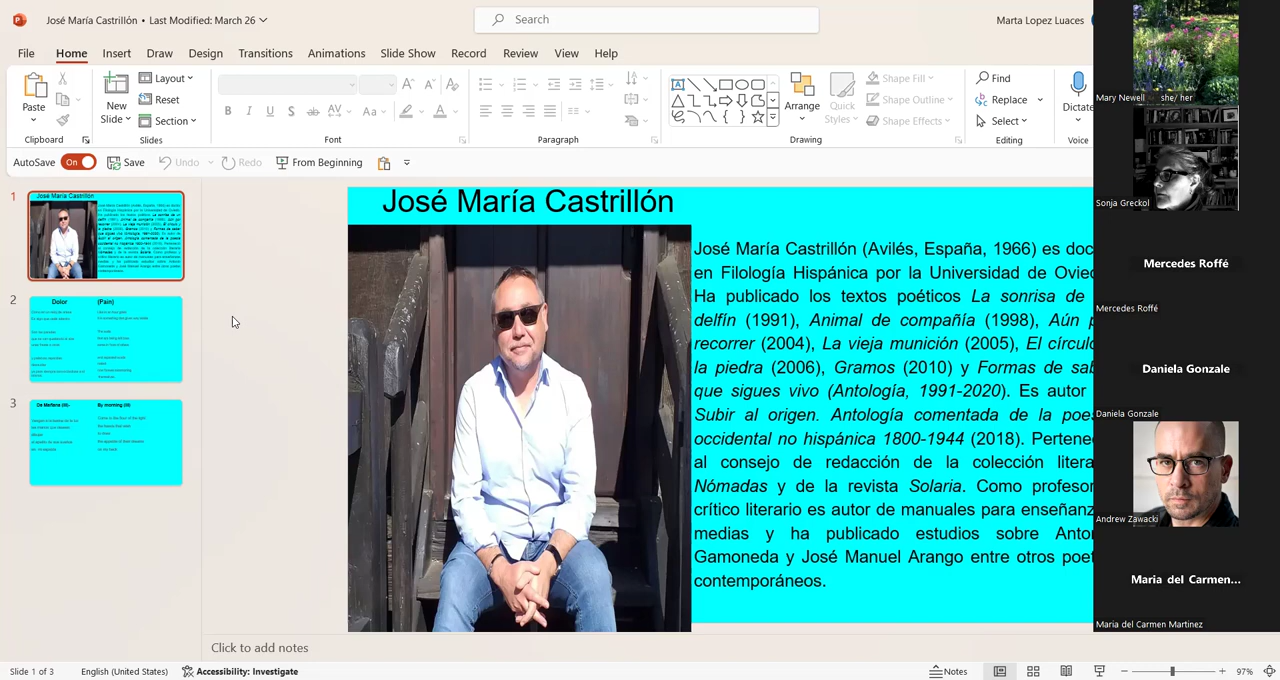 José María Castrillón • Last Modified: March 26
Search
Marta Lopez Luaces
File Home Insert Draw Design Transitions Animations Slide Show Record Review View Help
Paste
New Slide
Layout
Reset
Section
Arrange
Quick Styles
Shape Fill
Shape Outline
Shape Effects
Find
Replace
Select
Dictate
Clipboard Slides Font Paragraph Drawing Editing Voice
AutoSave On Save Undo Redo From Beginning
1
José María Castrillón
2
Dolor (Pain)
3
De Mañana (III)- By morning (III)
José María Castrillón
José María Castrillón (Avilés, España, 1966) es doc
en Filología Hispánica por la Universidad de Ovied
Ha publicado los textos poéticos La sonrisa de
delfín (1991), Animal de compañía (1998), Aún p
recorrer (2004), La vieja munición (2005), El círcul
la piedra (2006), Gramos (2010) y Formas de sab
que sigues vivo (Antología, 1991-2020). Es autor
Subir al origen. Antología comentada de la poe
occidental no hispánica 1800-1944 (2018). Pertenec
al consejo de redacción de la colección litera
Nómadas y de la revista Solaria. Como profesor
crítico literario es autor de manuales para enseñanz
medias y ha publicado estudios sobre Anto
Gamoneda y José Manuel Arango entre otros poet
contemporáneos.
Click to add notes
Slide 1 of 3 English (United States) Accessibility: Investigate Notes 97%
Mary Newell she/ her
Sonja Greckol
Mercedes Roffé
Mercedes Roffé
Daniela Gonzale
Daniela Gonzale
Andrew Zawacki
Maria del Carmen...
Maria del Carmen Martinez